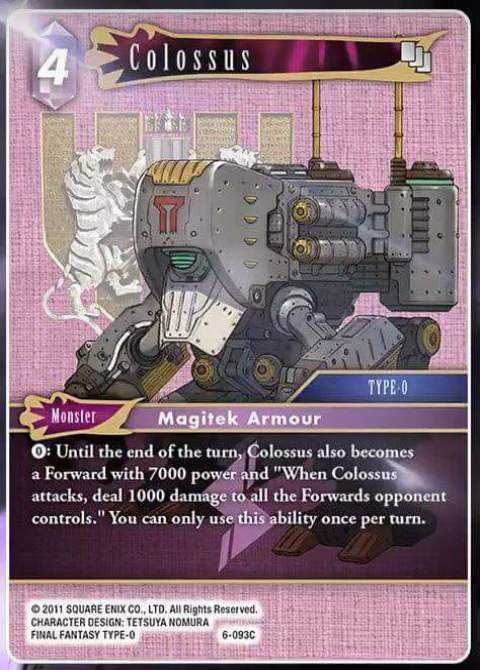 4
Colossus
TYPE-0
Monster
Magitek Armour
0: Until the end of the turn, Colossus also becomes
a Forward with 7000 power and "When Colossus
attacks, deal 1000 damage to all the Forwards opponent
controls." You can only use this ability once per turn.
© 2011 SQUARE ENIX CO., LTD. All Rights Reserved.
CHARACTER DESIGN: TETSUYA NOMURA
FINAL FANTASY TYPE-0
6-093C